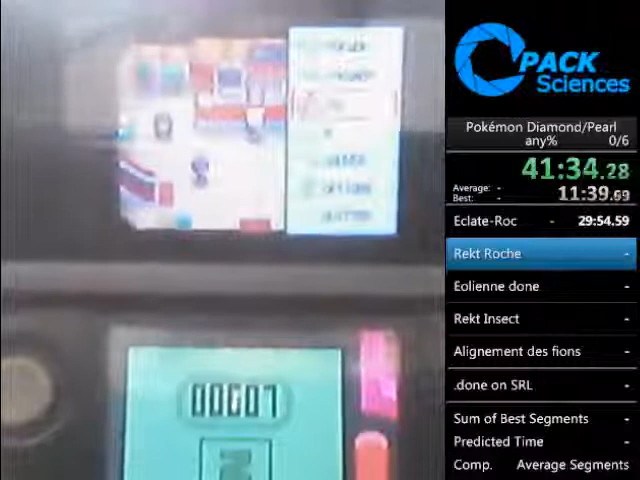 PACK
Sciences
Pokémon Diamond/Pearl
any% 0/6
41:34.28
Average: -
Best: - 11:39.69
Eclate-Roc - 29:54.59
Rekt Roche -
Eolienne done -
Rekt Insect -
Alignement des fions -
.done on SRL -
Sum of Best Segments -
Predicted Time -
Comp. Average Segments